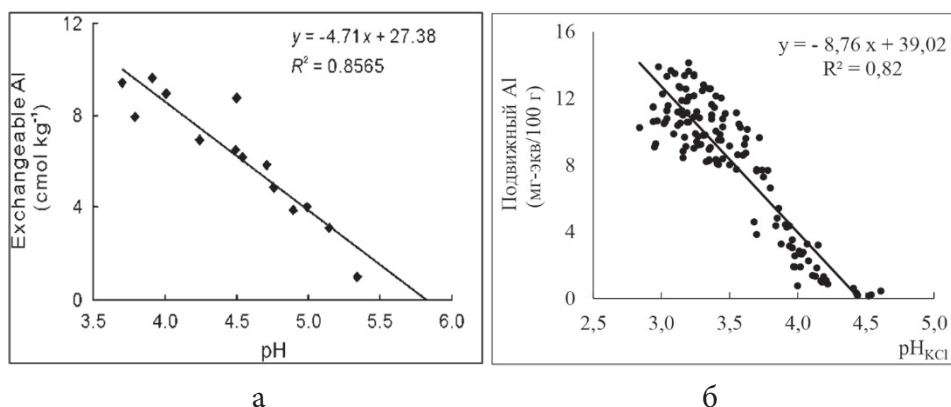 y = -4.71 x + 27.38
R² = 0.8565
Exchangeable Al
(cmol kg⁻¹)
12
8
4
0
3.5 4.0 4.5 5.0 5.5 6.0
pH
а
y = - 8,76 x + 39,02
R² = 0,82
Подвижный Al
(мг-экв/100 г)
16
12
8
4
0
2,5 3,0 3,5 4,0 4,5 5,0
pHKCl
б